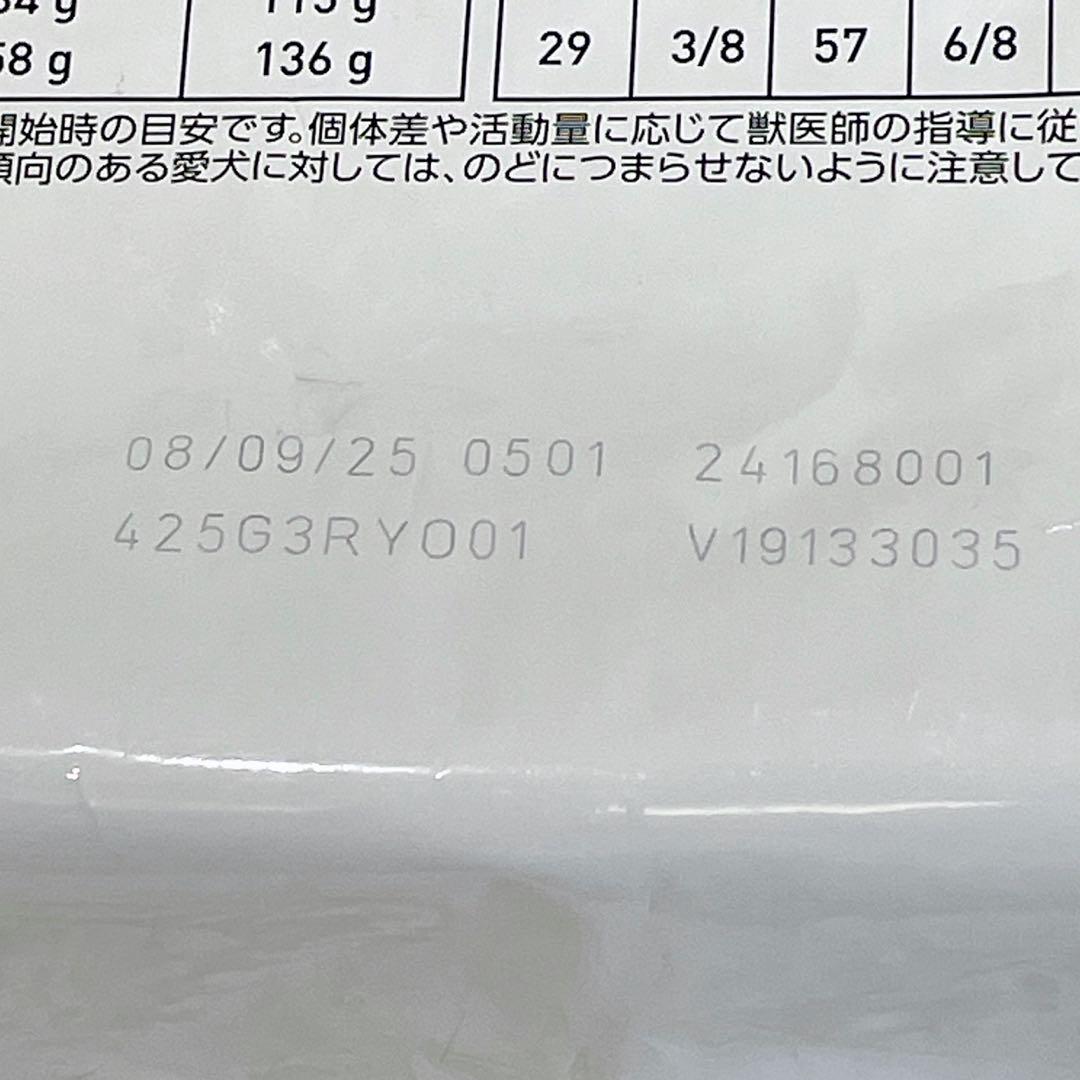 136 g
29 3/8 57 6/8
開始時の目安です。個体差や活動量に応じて獣医師の指導に従
傾向のある愛犬に対しては、のどにつまらせないように注意して
08/09/25 0501 24168001
425G3RYO01 V19133035